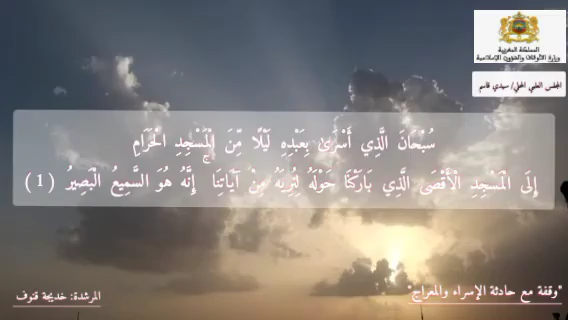 المملكة المغربية
وزارة الأوقاف والشؤون الإسلامية
المجلس العلمي المحلي/ سيدي قاسم
سُبْحَانَ الَّذِي أَسْرَىٰ بِعَبْدِهِ لَيْلًا مِّنَ الْمَسْجِدِ الْحَرَامِ
إِلَى الْمَسْجِدِ الْأَقْصَى الَّذِي بَارَكْنَا حَوْلَهُ لِنُرِيَهُ مِنْ آيَاتِنَا ۚ إِنَّهُ هُوَ السَّمِيعُ الْبَصِيرُ (1)
"وقفة مع حادثة الإسراء والمعراج"
المرشدة: خديجة قنوف